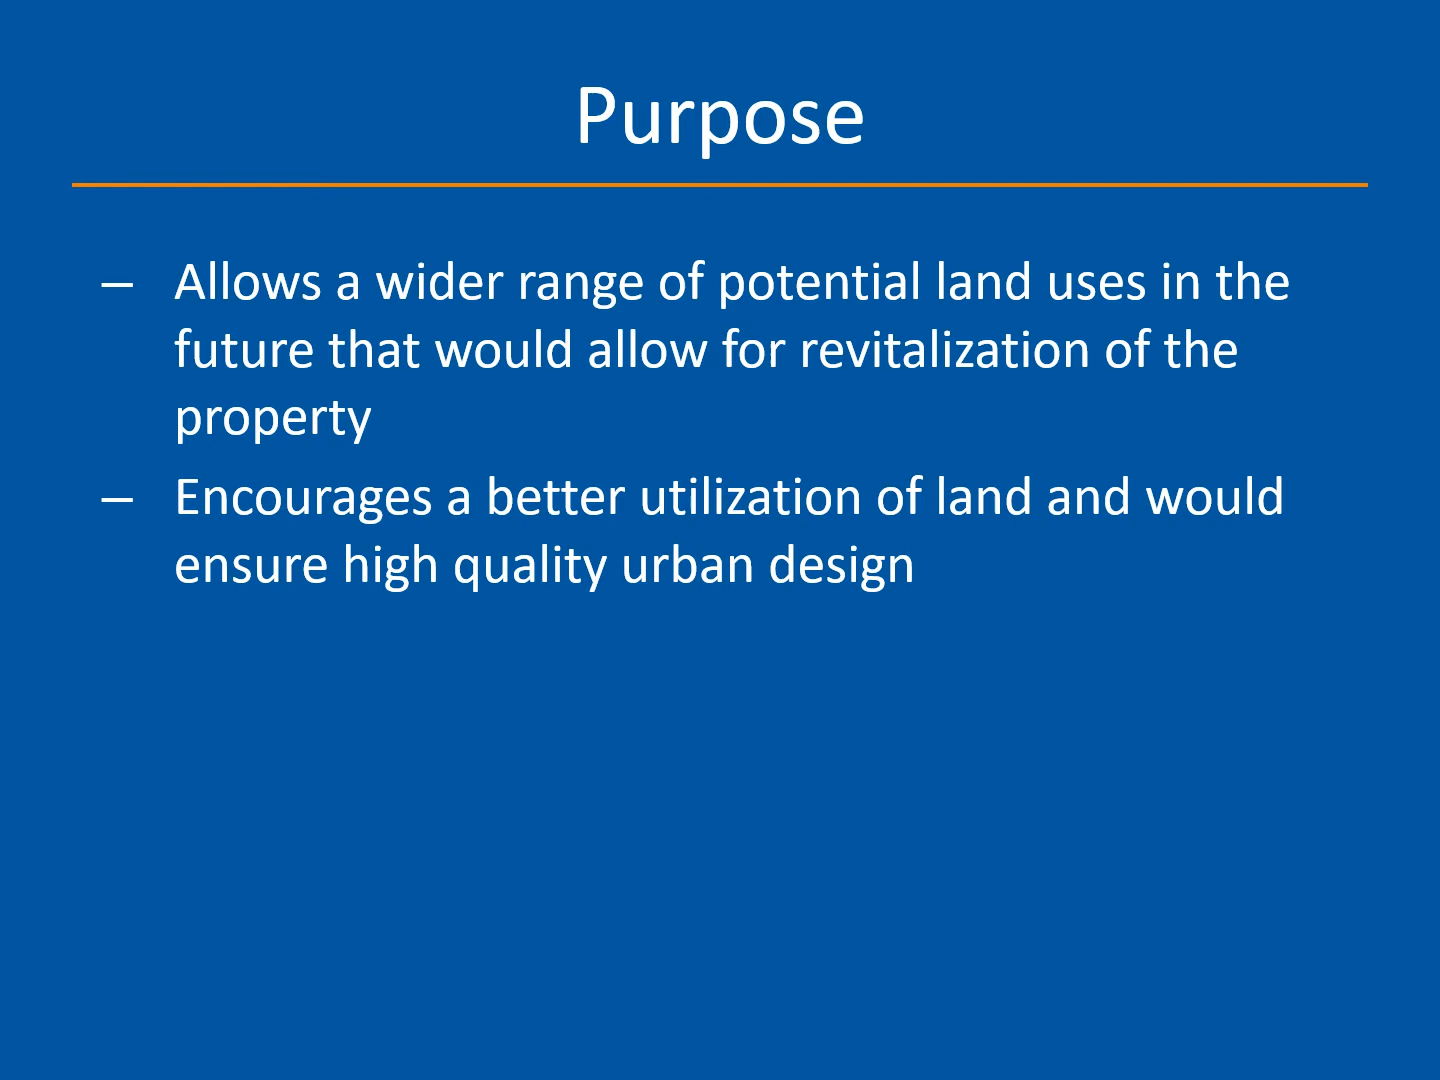 Purpose
– Allows a wider range of potential land uses in the
future that would allow for revitalization of the
property
– Encourages a better utilization of land and would
ensure high quality urban design